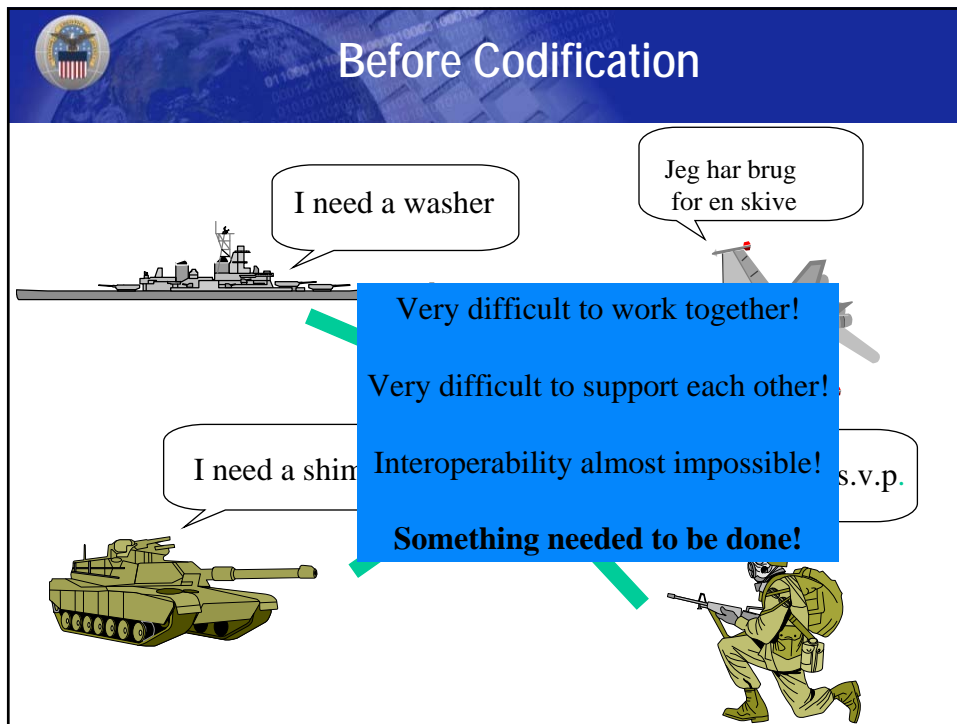 Before Codification
I need a washer
Jeg har brug
for en skive
Very difficult to work together!
Very difficult to support each other!
I need a shim
Interoperability almost impossible!
s.v.p.
Something needed to be done!